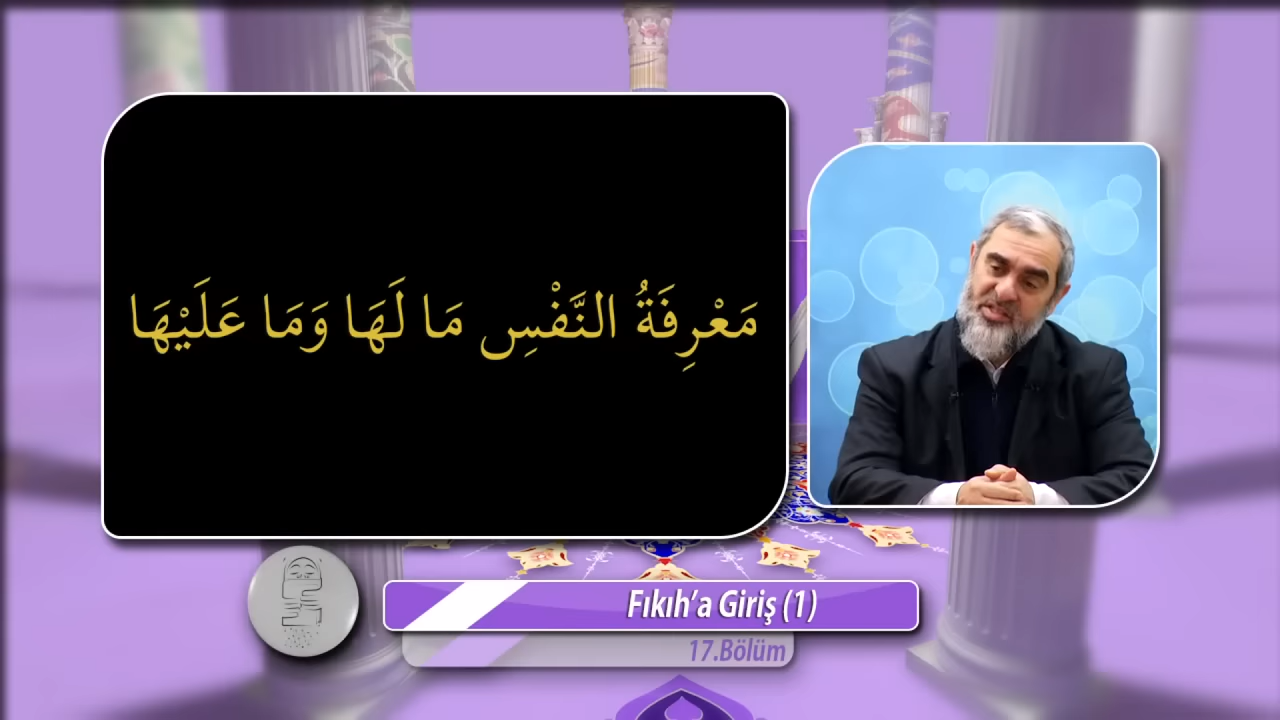 مَعْرِفَةُ النَّفْسِ مَا لَهَا وَمَا عَلَيْهَا
Fıkıh’a Giriş (1)
17.Bölüm